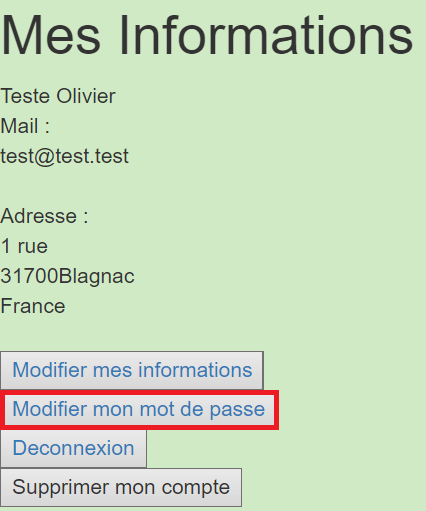 Mes Informations
Teste Olivier
Mail :
test@test.test
Adresse :
1 rue
31700Blagnac
France
Modifier mes informations
Modifier mon mot de passe
Deconnexion
Supprimer mon compte